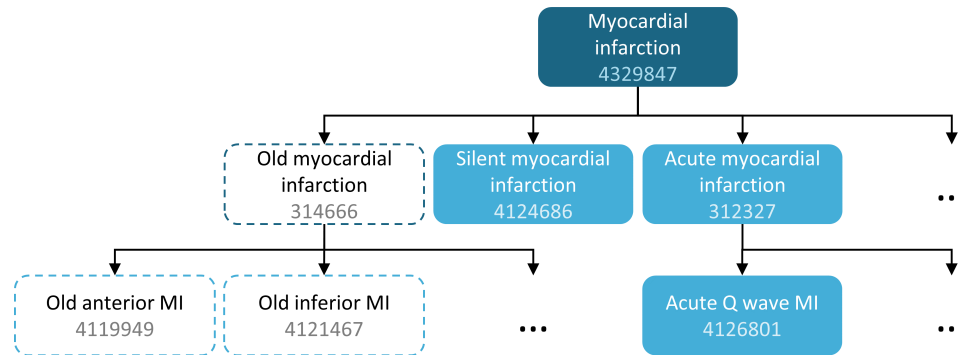 Myocardial
infarction
4329847
Old myocardial
infarction
314666
Silent myocardial
infarction
4124686
Acute myocardial
infarction
312327
..
Old anterior MI
4119949
Old inferior MI
4121467
...
Acute Q wave MI
4126801
..